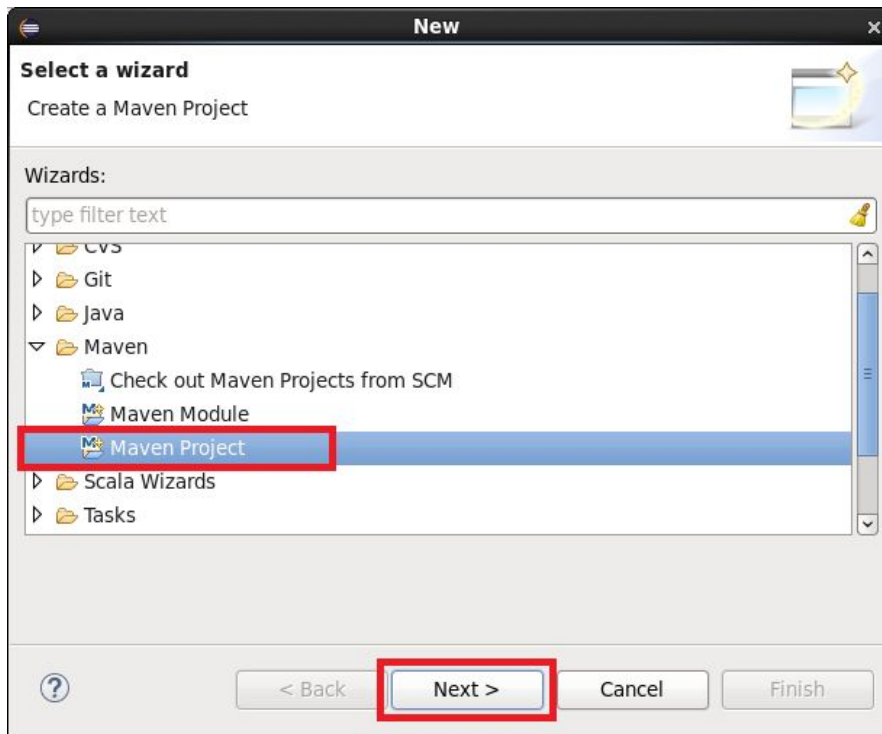 New
Select a wizard
Create a Maven Project
Wizards:
type filter text
CVS
Git
Java
Maven
Check out Maven Projects from SCM
Maven Module
Maven Project
Scala Wizards
Tasks
< Back Next > Cancel Finish